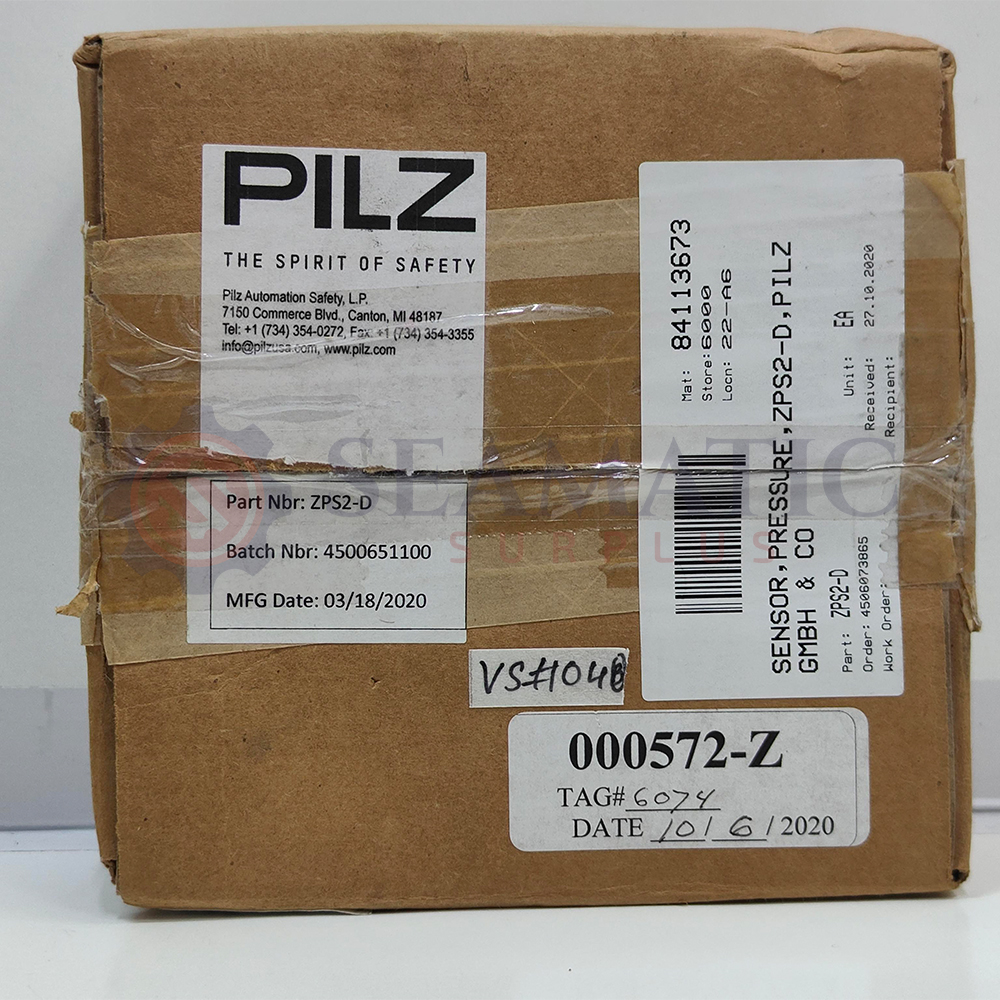 PILZ
THE SPIRIT OF SAFETY
Pilz Automation Safety, L.P.
7150 Commerce Blvd., Canton, MI 48187
Tel: +1 (734) 354-0272, Fax: +1 (734) 354-3355
info@pilzusa.com, www.pilz.com
Part Nbr: ZPS2-D
Batch Nbr: 4500651100
MFG Date: 03/18/2020
Mat: 84113673
Store: 6000
Locn: 22-A6
SENSOR,PRESSURE,ZPS2-D,PILZ
GMBH & CO
Part: ZPS2-D
Unit: EA
Order: 4506073865
Received: 27.10.2020
Work Order:
Recipient:
SEAMATIC
SURPLUS
000572-Z
TAG# 6074
DATE 10/6/2020